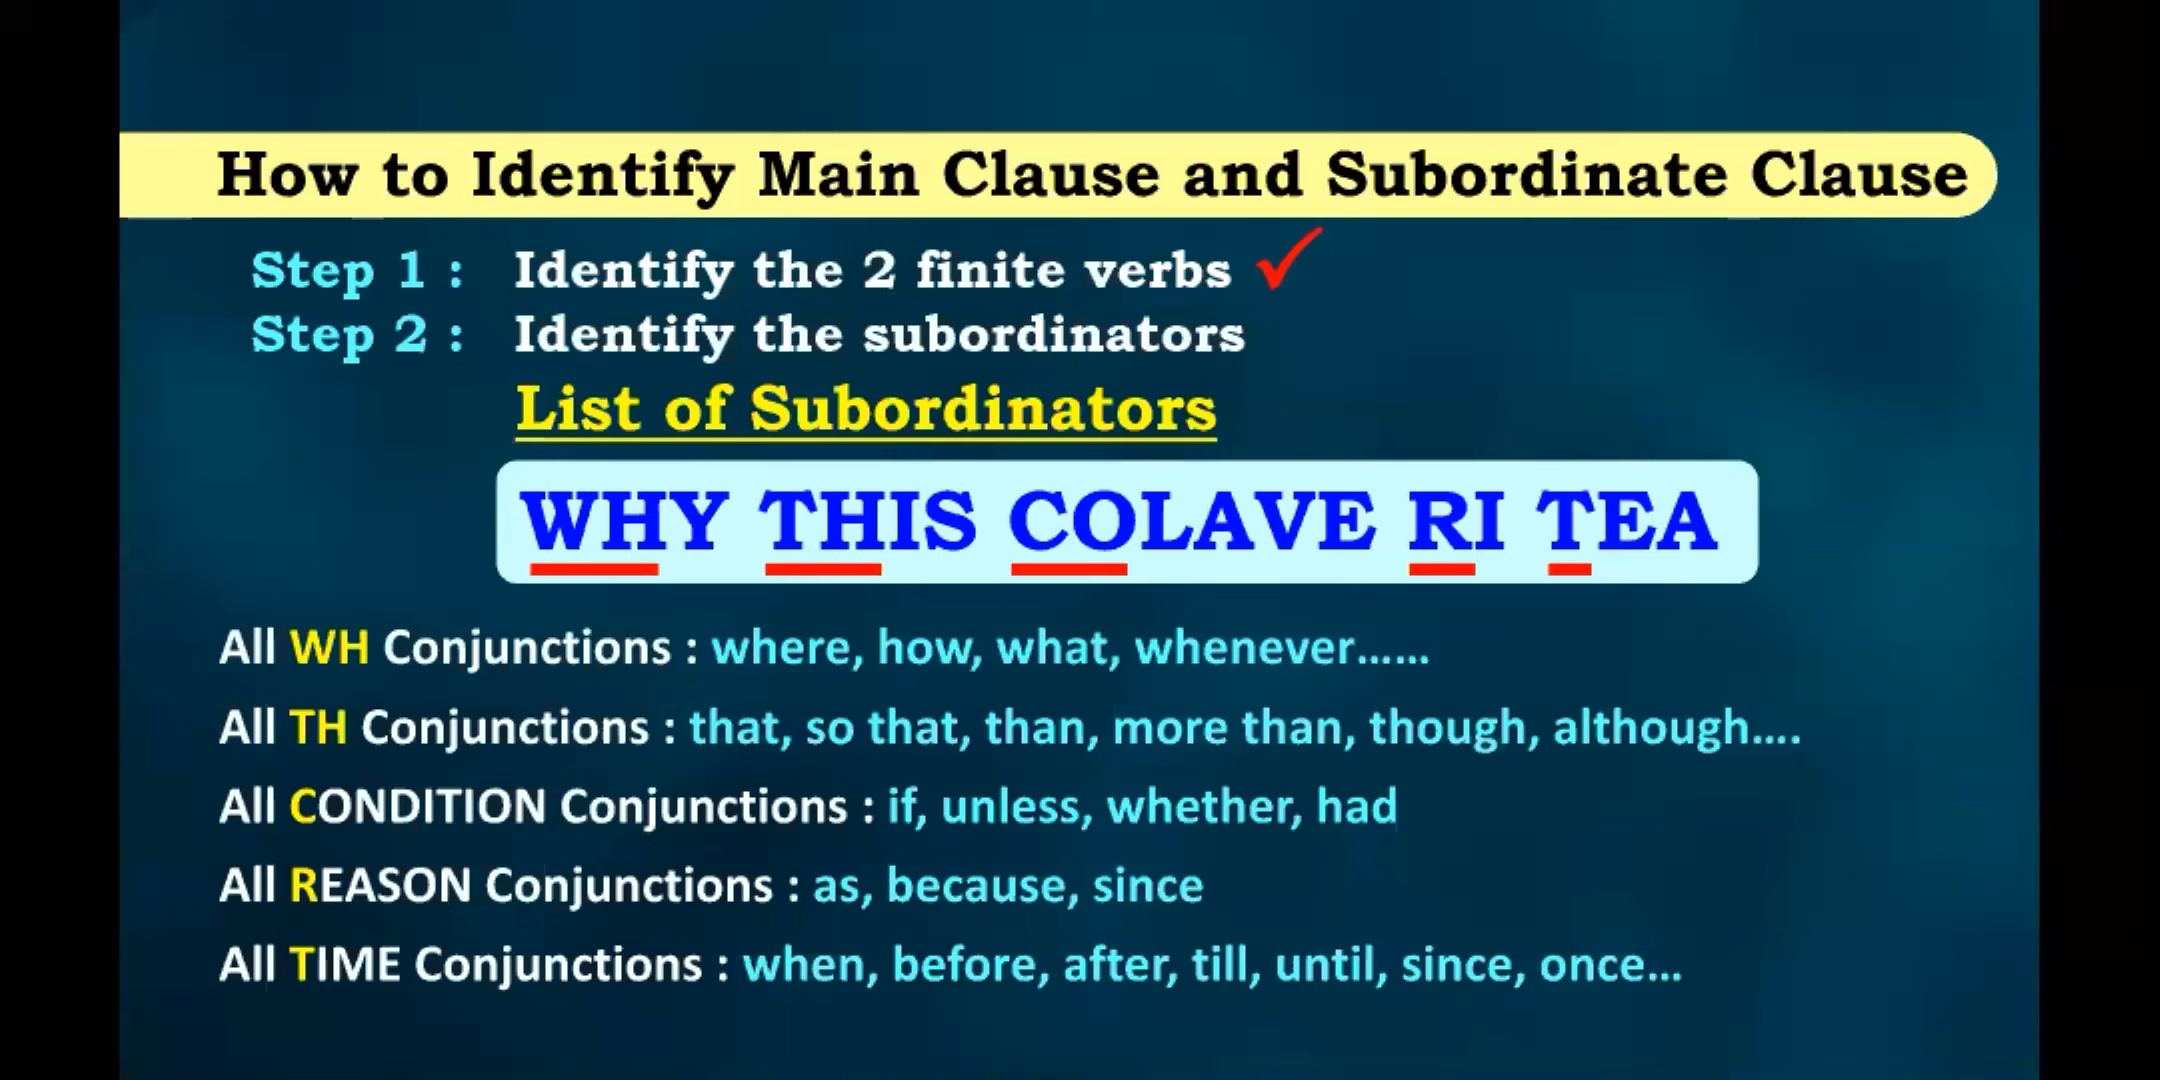 How to Identify Main Clause and Subordinate Clause
Step 1 : Identify the 2 finite verbs ✓
Step 2 : Identify the subordinators
List of Subordinators
WHY THIS COLAVE RI TEA
All WH Conjunctions : where, how, what, whenever......
All TH Conjunctions : that, so that, than, more than, though, although....
All CONDITION Conjunctions : if, unless, whether, had
All REASON Conjunctions : as, because, since
All TIME Conjunctions : when, before, after, till, until, since, once...